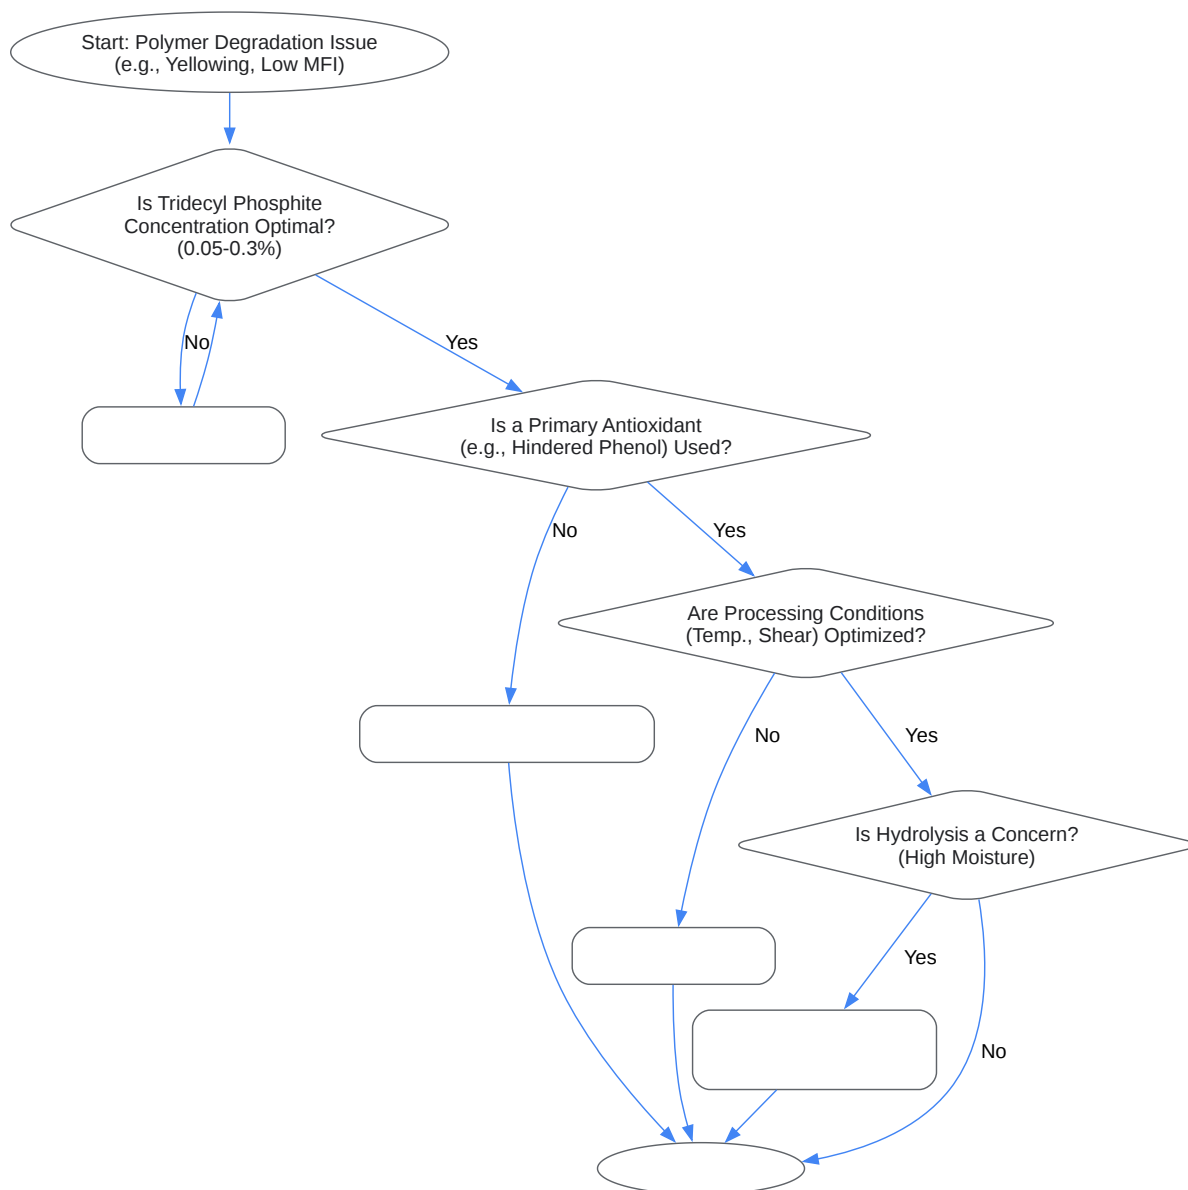 Start: Polymer Degradation Issue
(e.g., Yellowing, Low MFI)
Is Tridecyl Phosphite
Concentration Optimal?
(0.05-0.3%)
No
Yes
Is a Primary Antioxidant
(e.g., Hindered Phenol) Used?
No
Yes
Are Processing Conditions
(Temp., Shear) Optimized?
No
Yes
Is Hydrolysis a Concern?
(High Moisture)
Yes
No